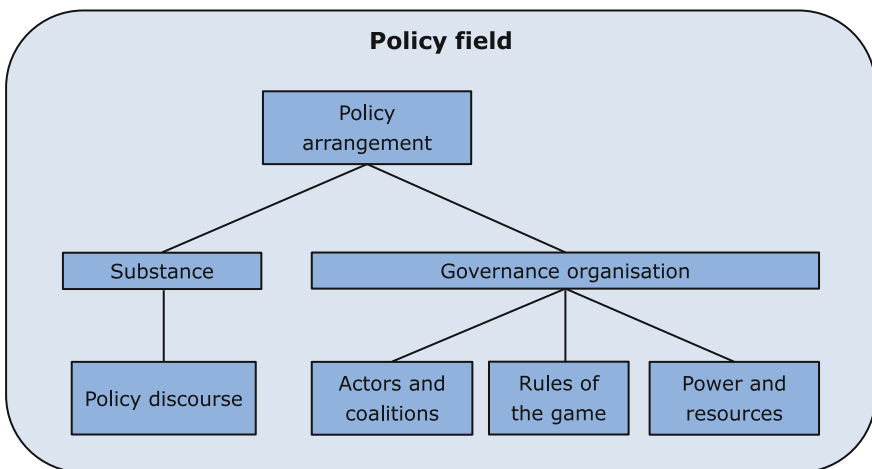 Policy field
Policy
arrangement
Substance
Governance organisation
Policy discourse
Actors and
coalitions
Rules of
the game
Power and
resources